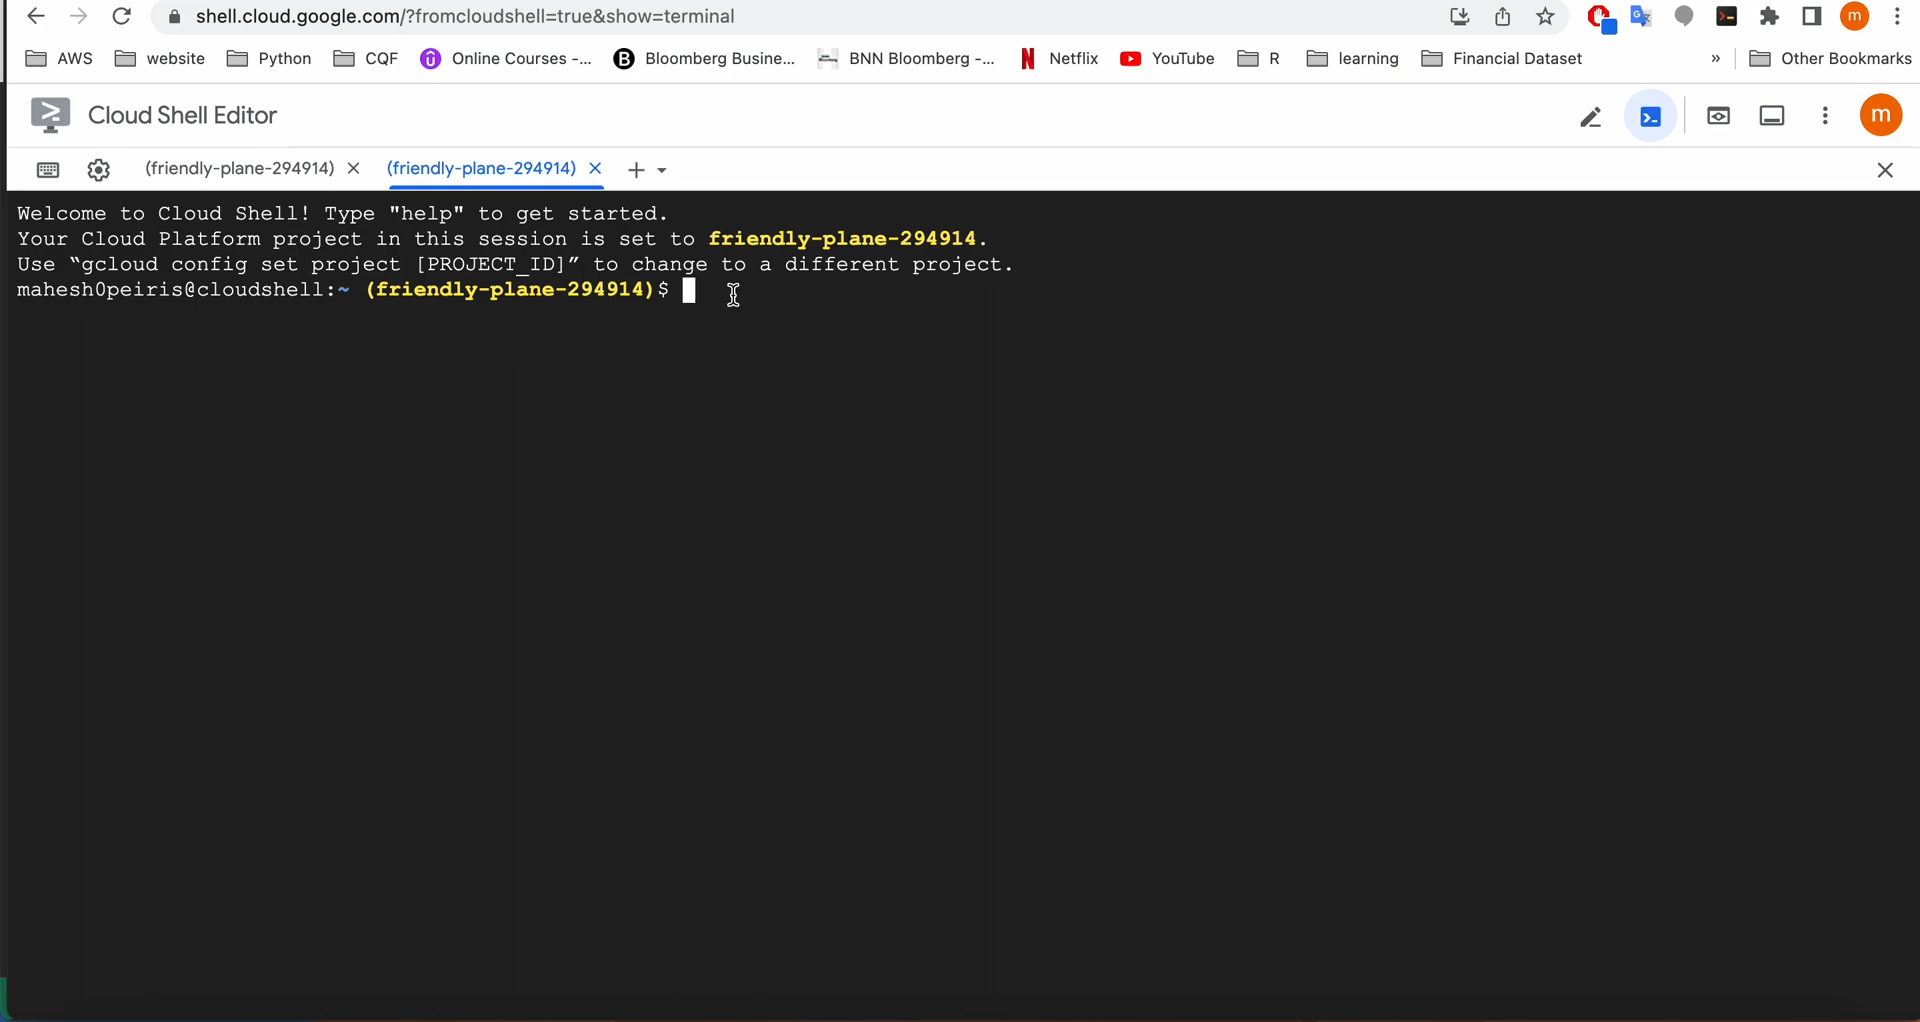 shell.cloud.google.com/?fromcloudshell=true&show=terminal
m
AWS website Python CQF Online Courses -... B Bloomberg Busine... BNN Bloomberg -... N Netflix YouTube R learning Financial Dataset » Other Bookmarks
Cloud Shell Editor m
(friendly-plane-294914) (friendly-plane-294914)
Welcome to Cloud Shell! Type "help" to get started.
Your Cloud Platform project in this session is set to friendly-plane-294914.
Use “gcloud config set project [PROJECT_ID]” to change to a different project.
mahesh0peiris@cloudshell:~ (friendly-plane-294914)$